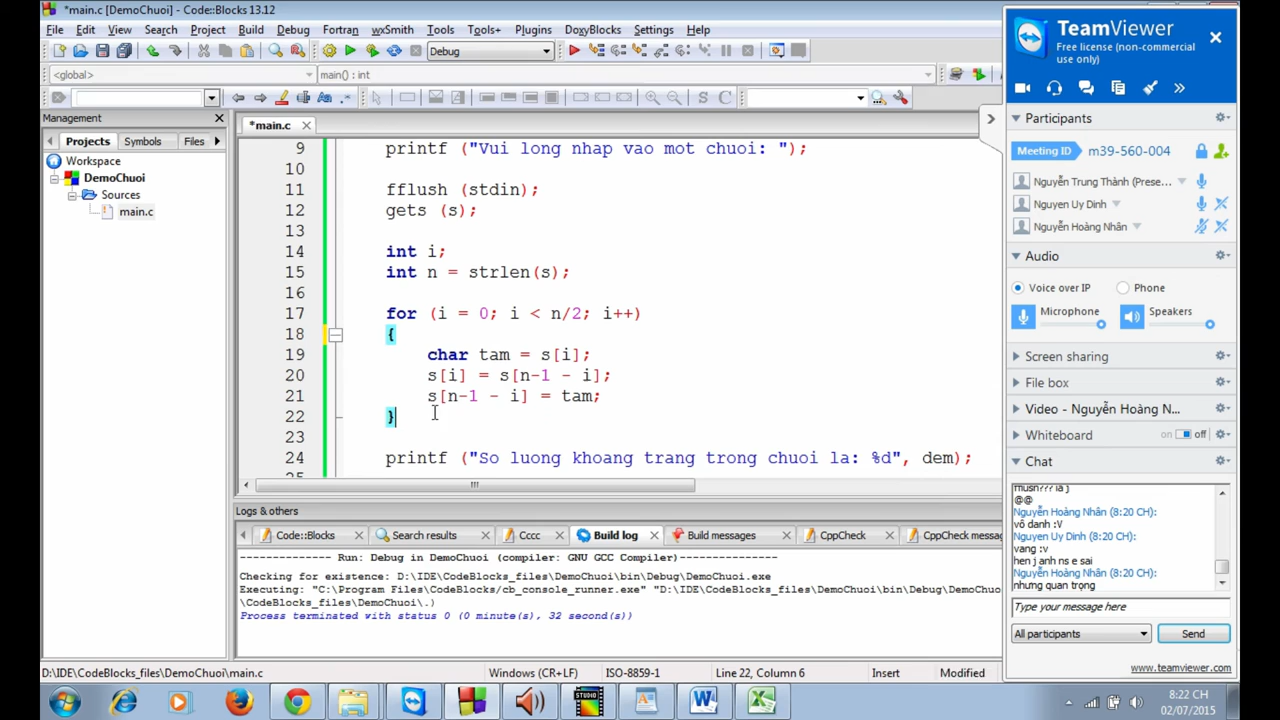 *main.c [DemoChuoi] - Code::Blocks 13.12
File Edit View Search Project Build Debug Fortran wxSmith Tools Tools+ Plugins DoxyBlocks Settings Help
Debug
<global>
main() : int
Management
Projects Symbols Files
Workspace
DemoChuoi
Sources
main.c
*main.c
9 printf ("Vui long nhap vao mot chuoi: ");
10
11 fflush (stdin);
12 gets (s);
13
14 int i;
15 int n = strlen(s);
16
17 for (i = 0; i < n/2; i++)
18 {
19 char tam = s[i];
20 s[i] = s[n-1 - i];
21 s[n-1 - i] = tam;
22 }
23
24 printf ("So luong khoang trang trong chuoi la: %d", dem);
Logs & others
Code::Blocks Search results Cccc Build log Build messages CppCheck CppCheck messag
-------------- Run: Debug in DemoChuoi (compiler: GNU GCC Compiler)---------------
Checking for existence: D:\IDE\CodeBlocks_files\DemoChuoi\bin\Debug\DemoChuoi.exe
Executing: "C:\Program Files\CodeBlocks/cb_console_runner.exe" "D:\IDE\CodeBlocks_files\DemoChuoi\bin\Debug\DemoChuoi.exe"
\CodeBlocks_files\DemoChuoi\.)
Process terminated with status 0 (0 minute(s), 32 second(s))
D:\IDE\CodeBlocks_files\DemoChuoi\main.c
Windows (CR+LF) ISO-8859-1 Line 22, Column 6 Insert Modified
TeamViewer
Free license (non-commercial
use only)
Participants
Meeting ID m39-560-004
Nguyễn Trung Thành (Prese...
Nguyen Uy Dinh
Nguyễn Hoàng Nhân
Audio
Voice over IP Phone
Microphone Speakers
Screen sharing
File box
Video - Nguyễn Hoàng N...
Whiteboard on off
Chat
@@
Nguyễn Hoàng Nhân (8:20 CH):
vô danh :V
Nguyen Uy Dinh (8:20 CH):
vang :v
hen j anh ns e sai
Nguyễn Hoàng Nhân (8:20 CH):
nhưng quan trọng
Type your message here
All participants Send
www.teamviewer.com
STUDIO
8:22 CH
02/07/2015